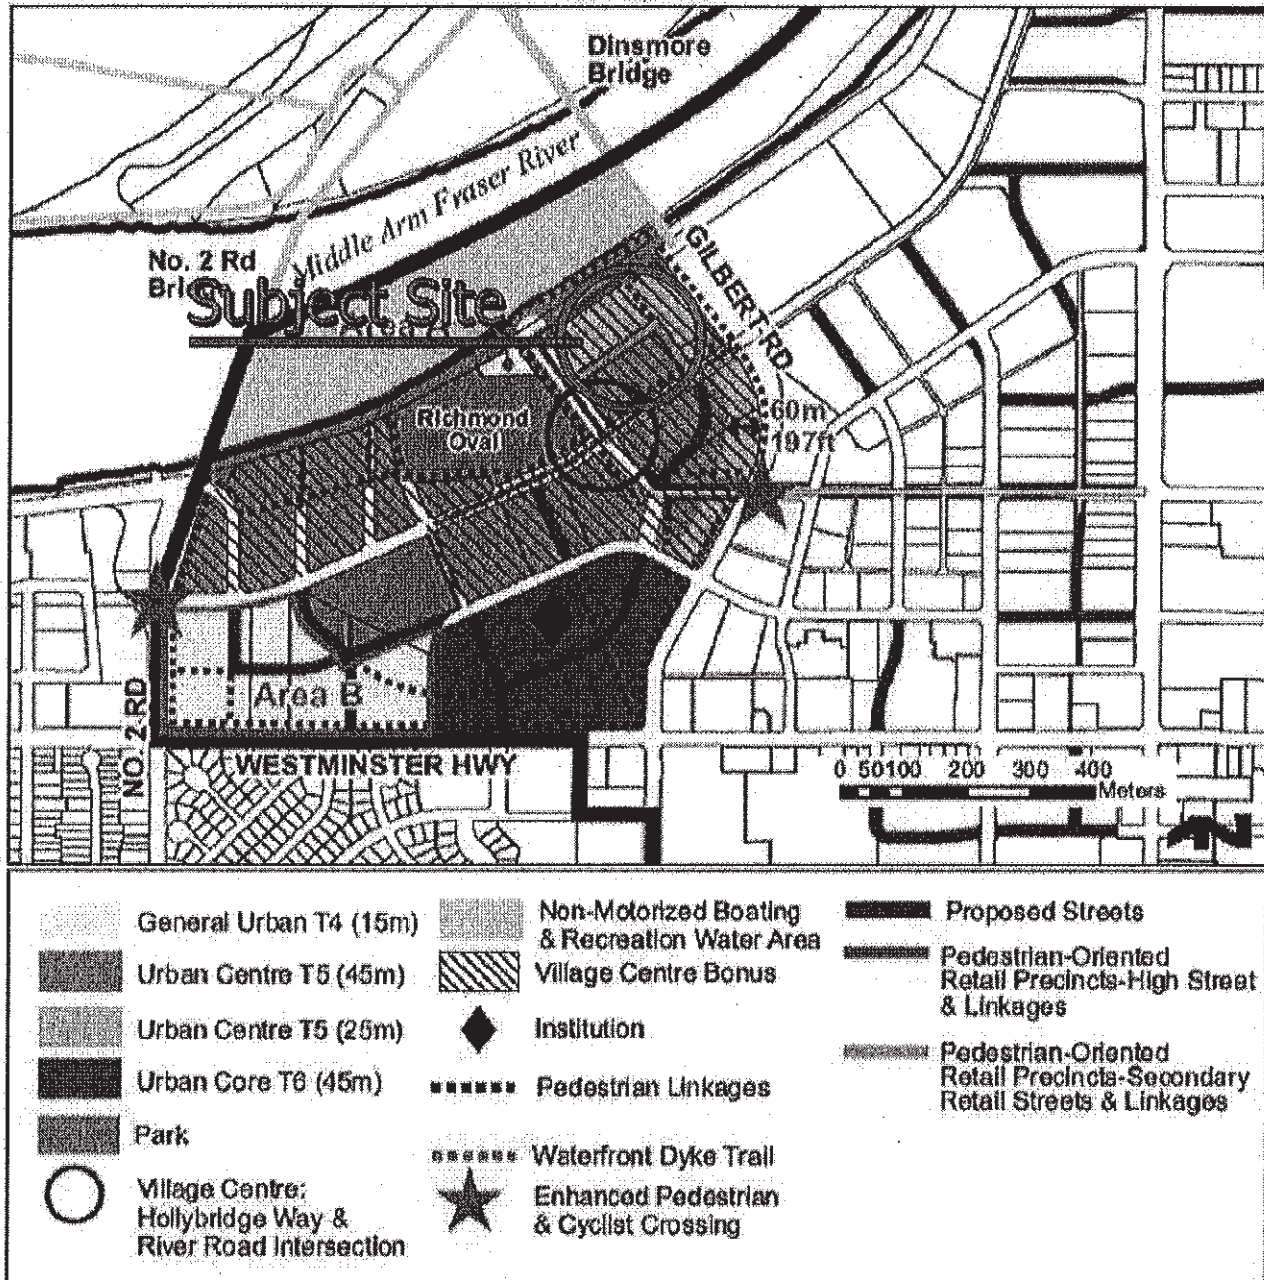 Dinsmore
Bridge
Middle Arm Fraser River
No. 2 Rd
Subject Site
GILBERT RD
Richmond
Oval
60m
197ft
Area B
NO. 2 RD
WESTMINSTER HWY
0 50 100 200 300 400
Meters
General Urban T4 (15m)
Urban Centre T5 (45m)
Urban Centre T5 (25m)
Urban Core T6 (45m)
Park
Village Centre:
Hollybridge Way &
River Road Intersection
Non-Motorized Boating
& Recreation Water Area
Village Centre Bonus
Institution
Pedestrian Linkages
Waterfront Dyke Trail
Enhanced Pedestrian
& Cyclist Crossing
Proposed Streets
Pedestrian-Oriented
Retail Precincts-High Street
& Linkages
Pedestrian-Oriented
Retail Precincts-Secondary
Retail Streets & Linkages